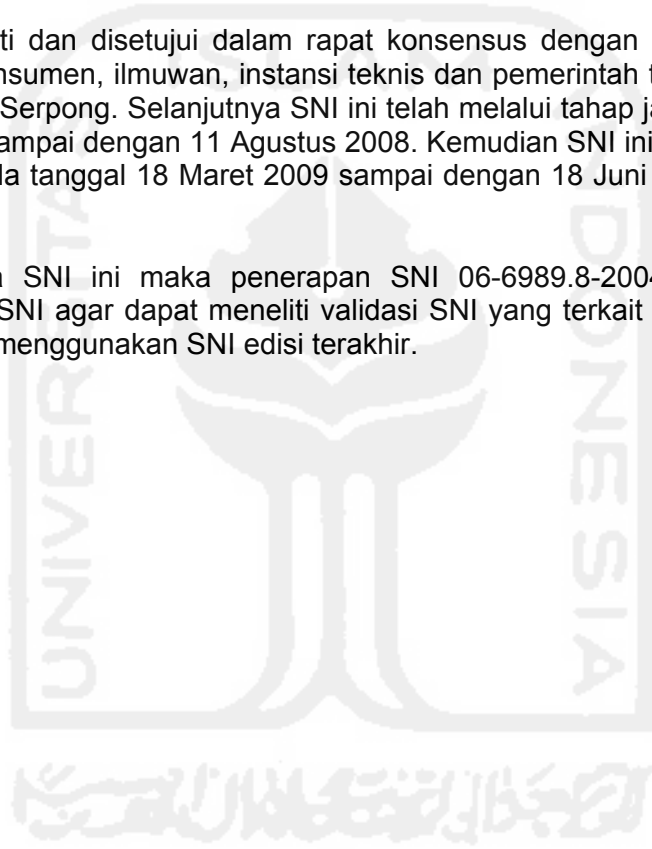 ti dan disetujui dalam rapat konsensus dengan
nsumen, ilmuwan, instansi teknis dan pemerintah t
Serpong. Selanjutnya SNI ini telah melalui tahap ja
ampai dengan 11 Agustus 2008. Kemudian SNI ini
la tanggal 18 Maret 2009 sampai dengan 18 Juni
SNI ini maka penerapan SNI 06-6989.8-2004
SNI agar dapat meneliti validasi SNI yang terkait
menggunakan SNI edisi terakhir.
ISLAM
UNIVERSITAS
INDONESIA